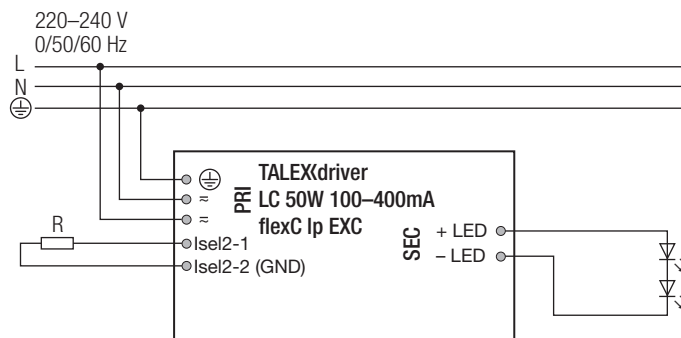 220–240 V
0/50/60 Hz
L
N
PRI
TALEXdriver
LC 50W 100–400mA
flexC lp EXC
≂
≂
R
Isel2-1
Isel2-2 (GND)
SEC
+ LED
– LED